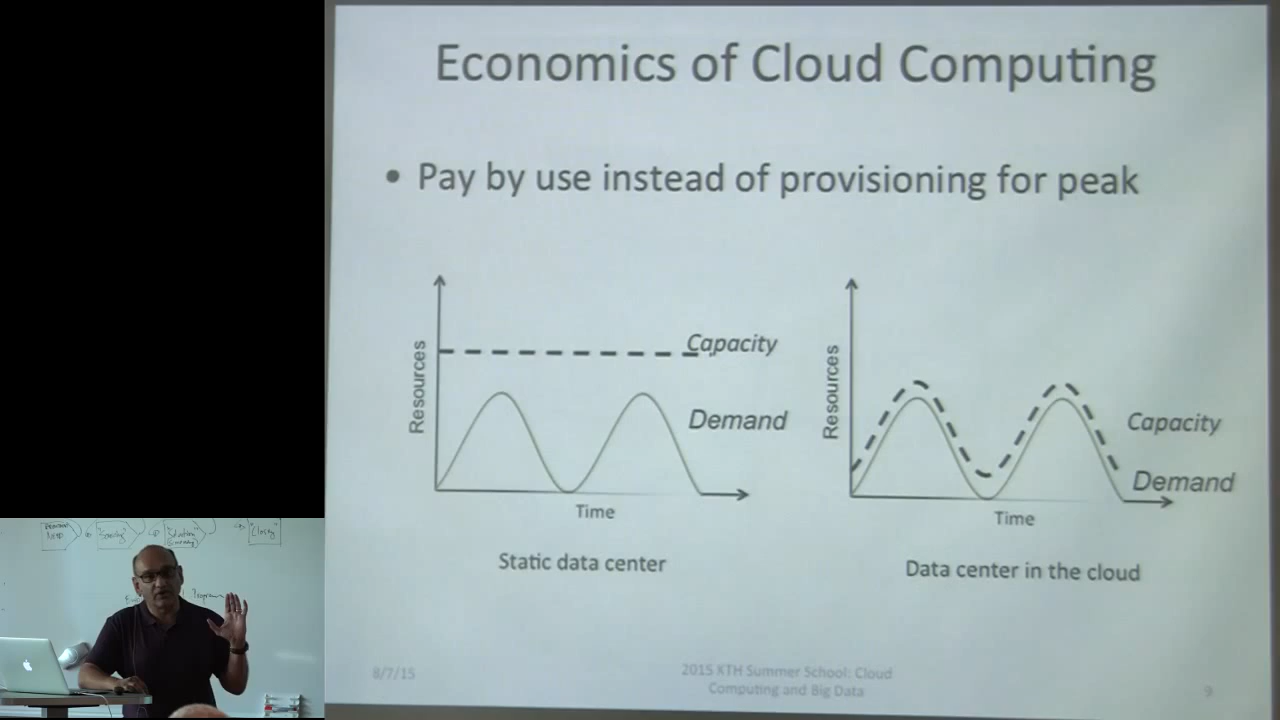 Economics of Cloud Computing
• Pay by use instead of provisioning for peak
Resources
Capacity
Demand
Time
Static data center
Resources
Capacity
Demand
Time
Data center in the cloud
8/7/15
2015 KTH Summer School: Cloud
Computing and Big Data
9
"Closing"